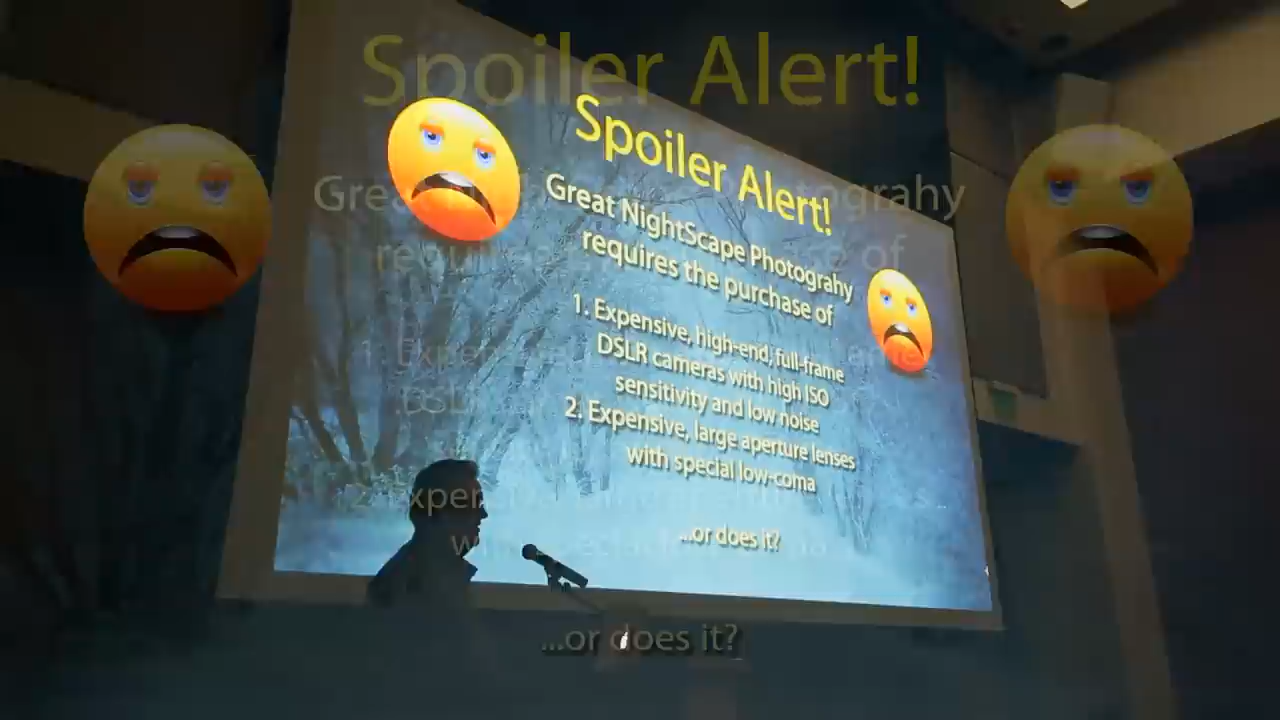 Spoiler Alert!
Spoiler Alert!
Great NightScape Photograhy
requires the purchase of
1. Expensive, high-end, full-frame
DSLR cameras with high ISO
sensitivity and low noise
2. Expensive, large aperture lenses
with special low-coma
...or does it?
...or does it?